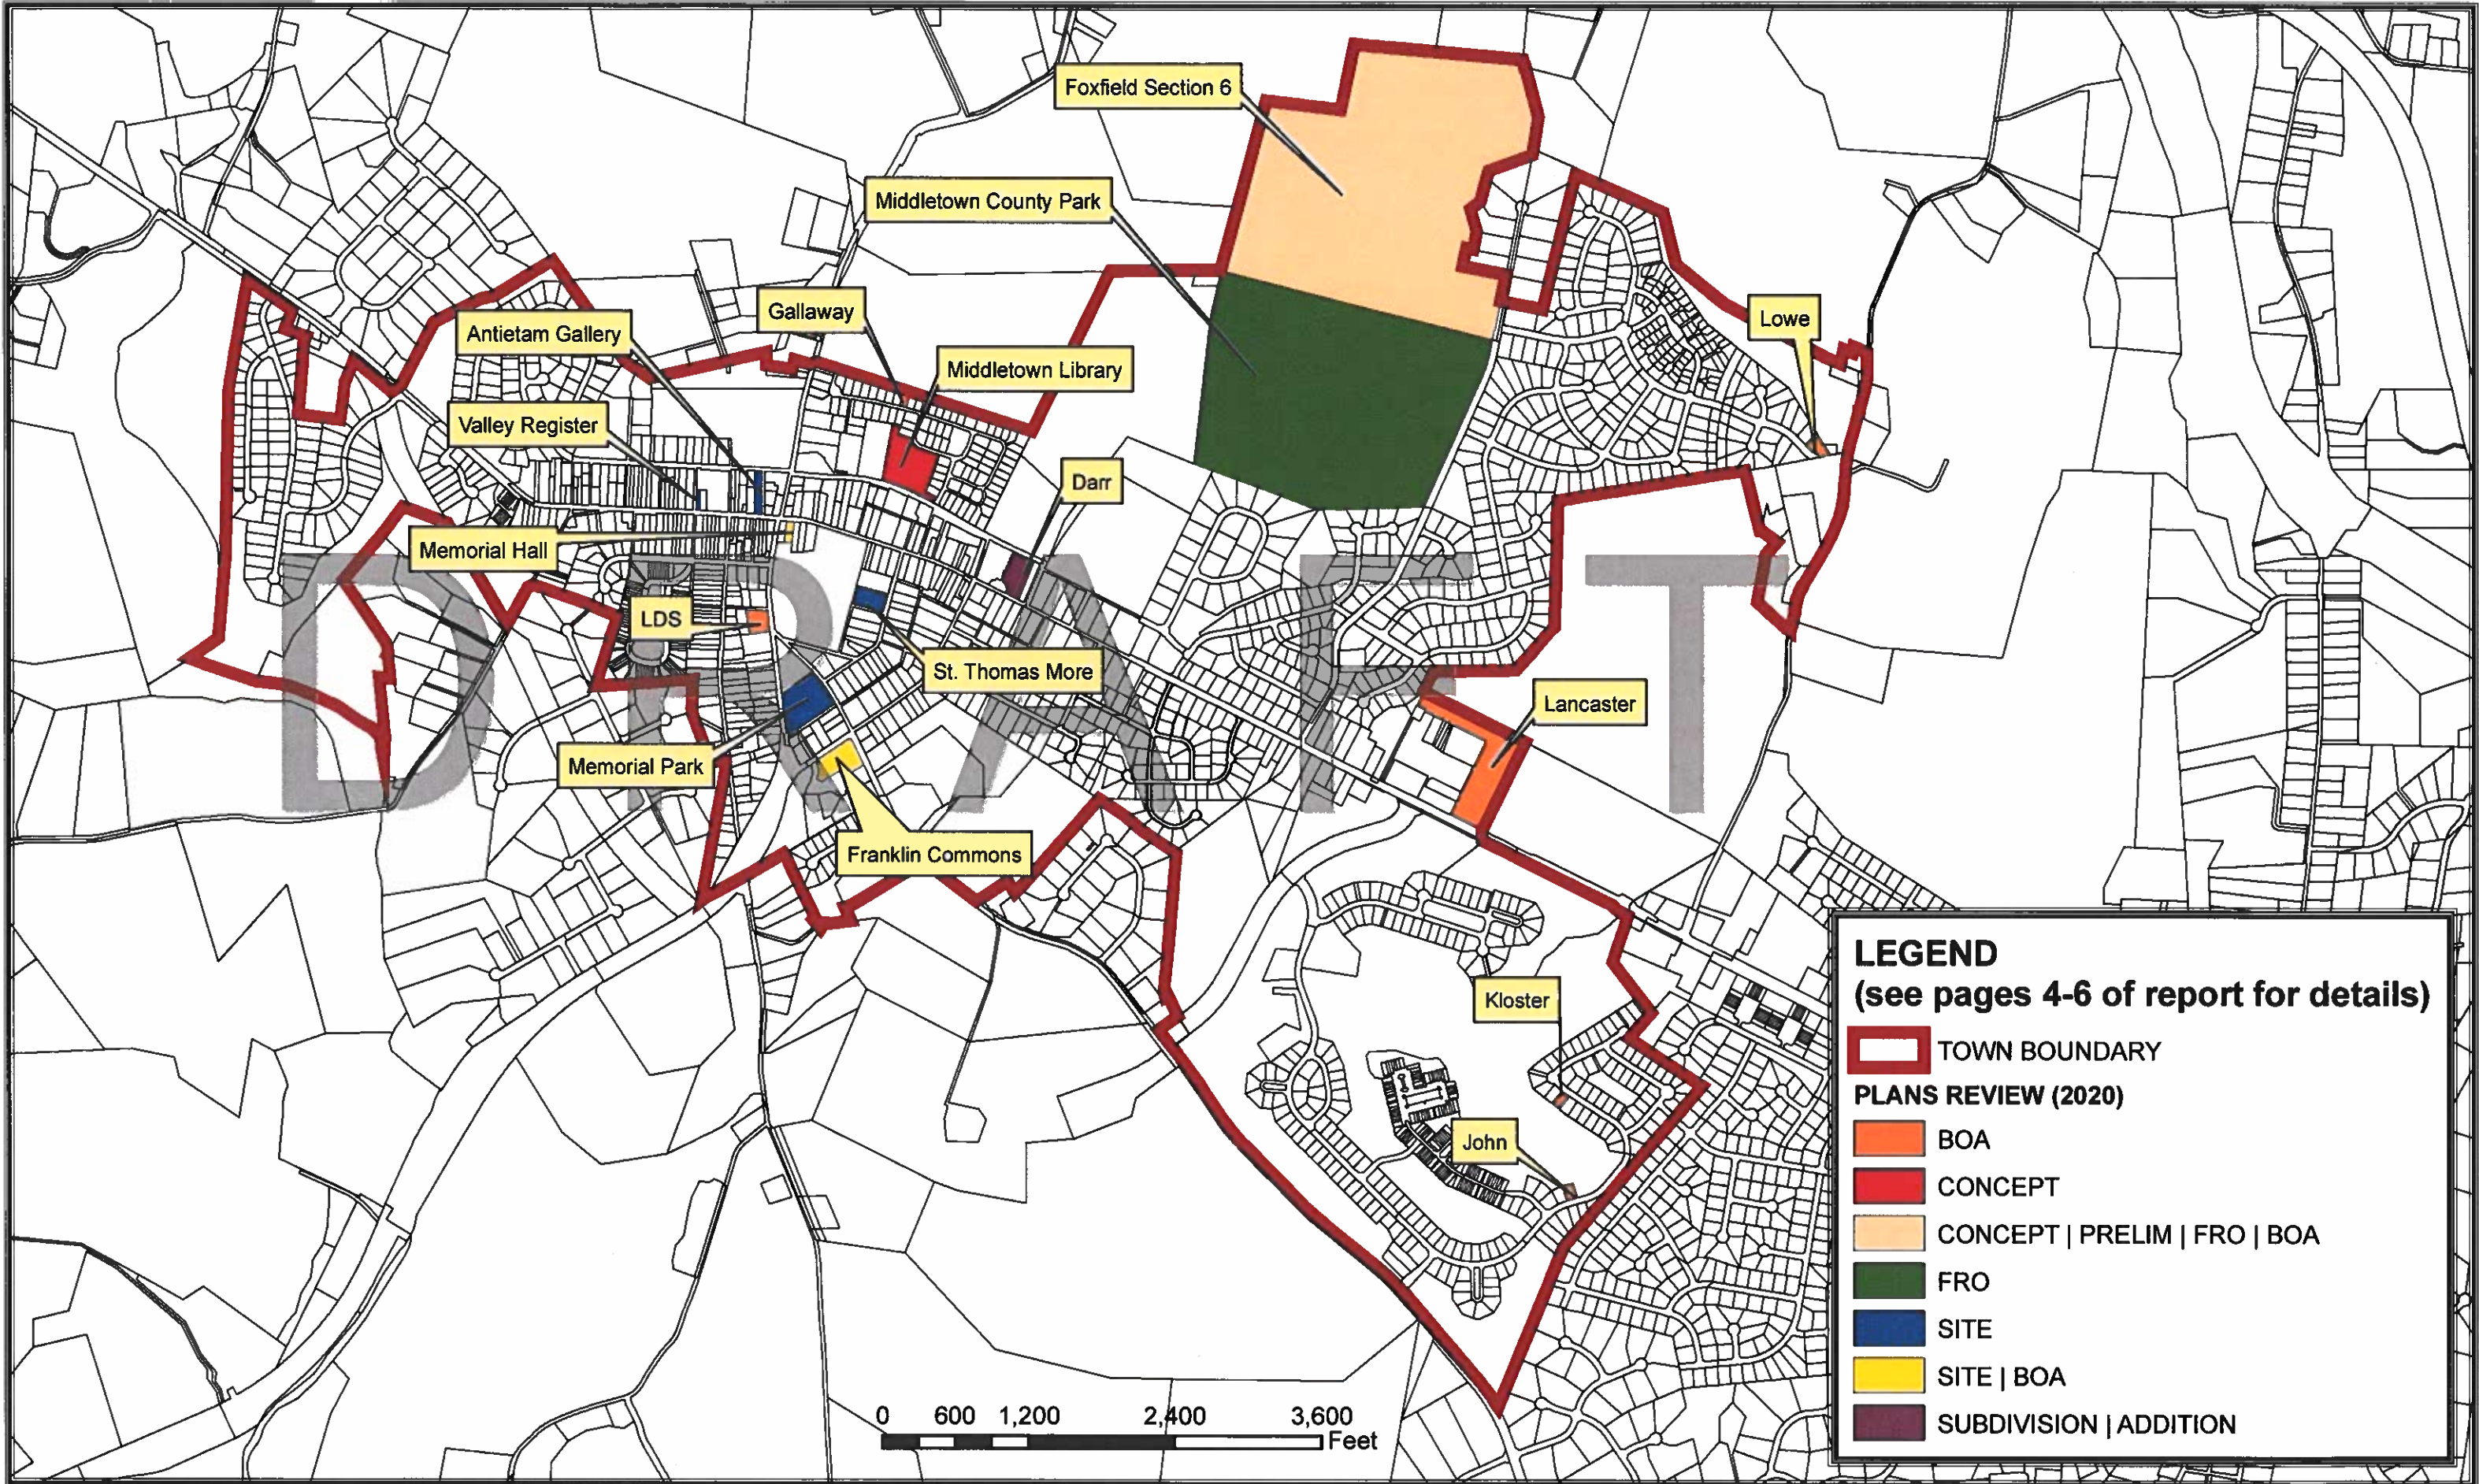 Foxfield Section 6
Middletown County Park
Gallaway
Lowe
Antietam Gallery
Middletown Library
Valley Register
Darr
Memorial Hall
DRAFT
LDS
St. Thomas More
Lancaster
Memorial Park
Franklin Commons
Kloster
John
LEGEND
(see pages 4-6 of report for details)
TOWN BOUNDARY
PLANS REVIEW (2020)
BOA
CONCEPT
CONCEPT | PRELIM | FRO | BOA
FRO
SITE
SITE | BOA
SUBDIVISION | ADDITION
0 600 1,200 2,400 3,600
Feet